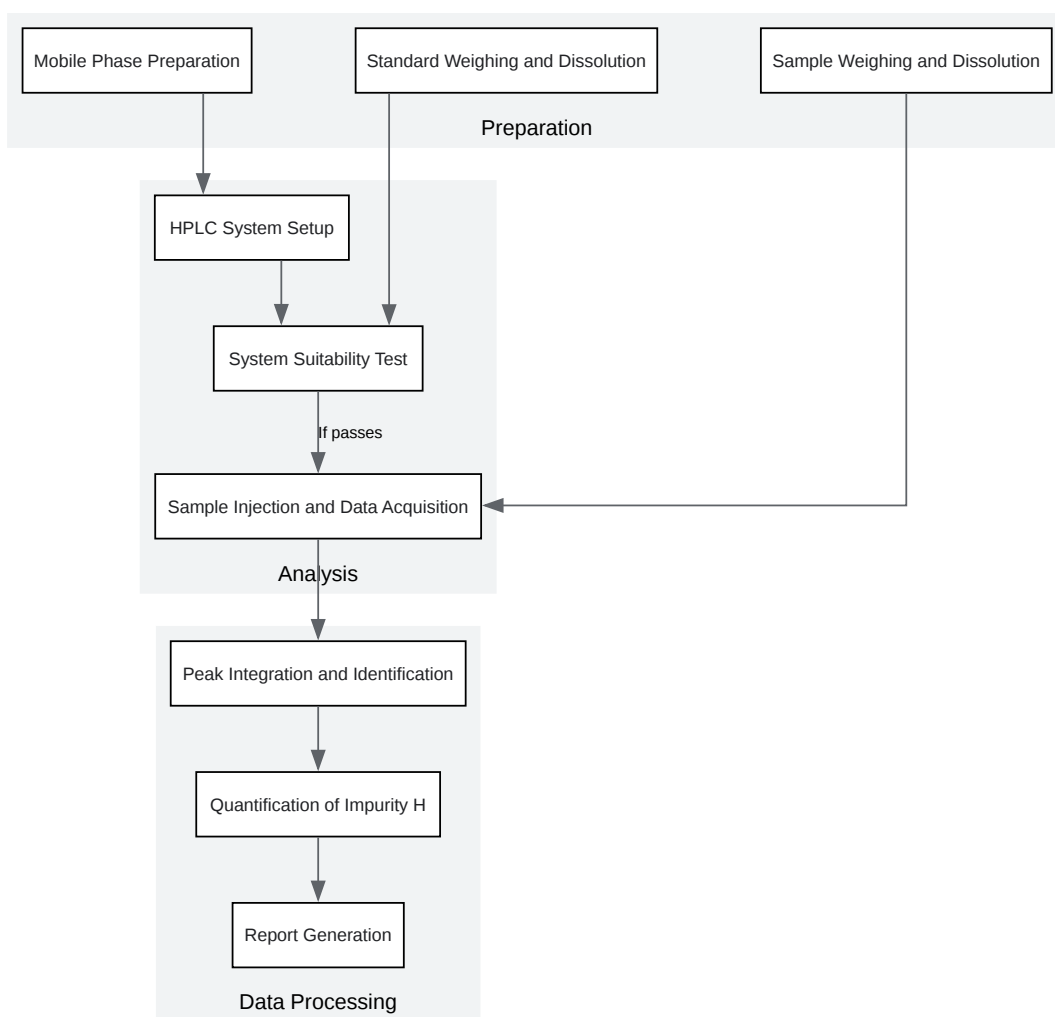 Mobile Phase Preparation
Standard Weighing and Dissolution
Sample Weighing and Dissolution
Preparation
HPLC System Setup
System Suitability Test
If passes
Sample Injection and Data Acquisition
Analysis
Peak Integration and Identification
Quantification of Impurity H
Report Generation
Data Processing